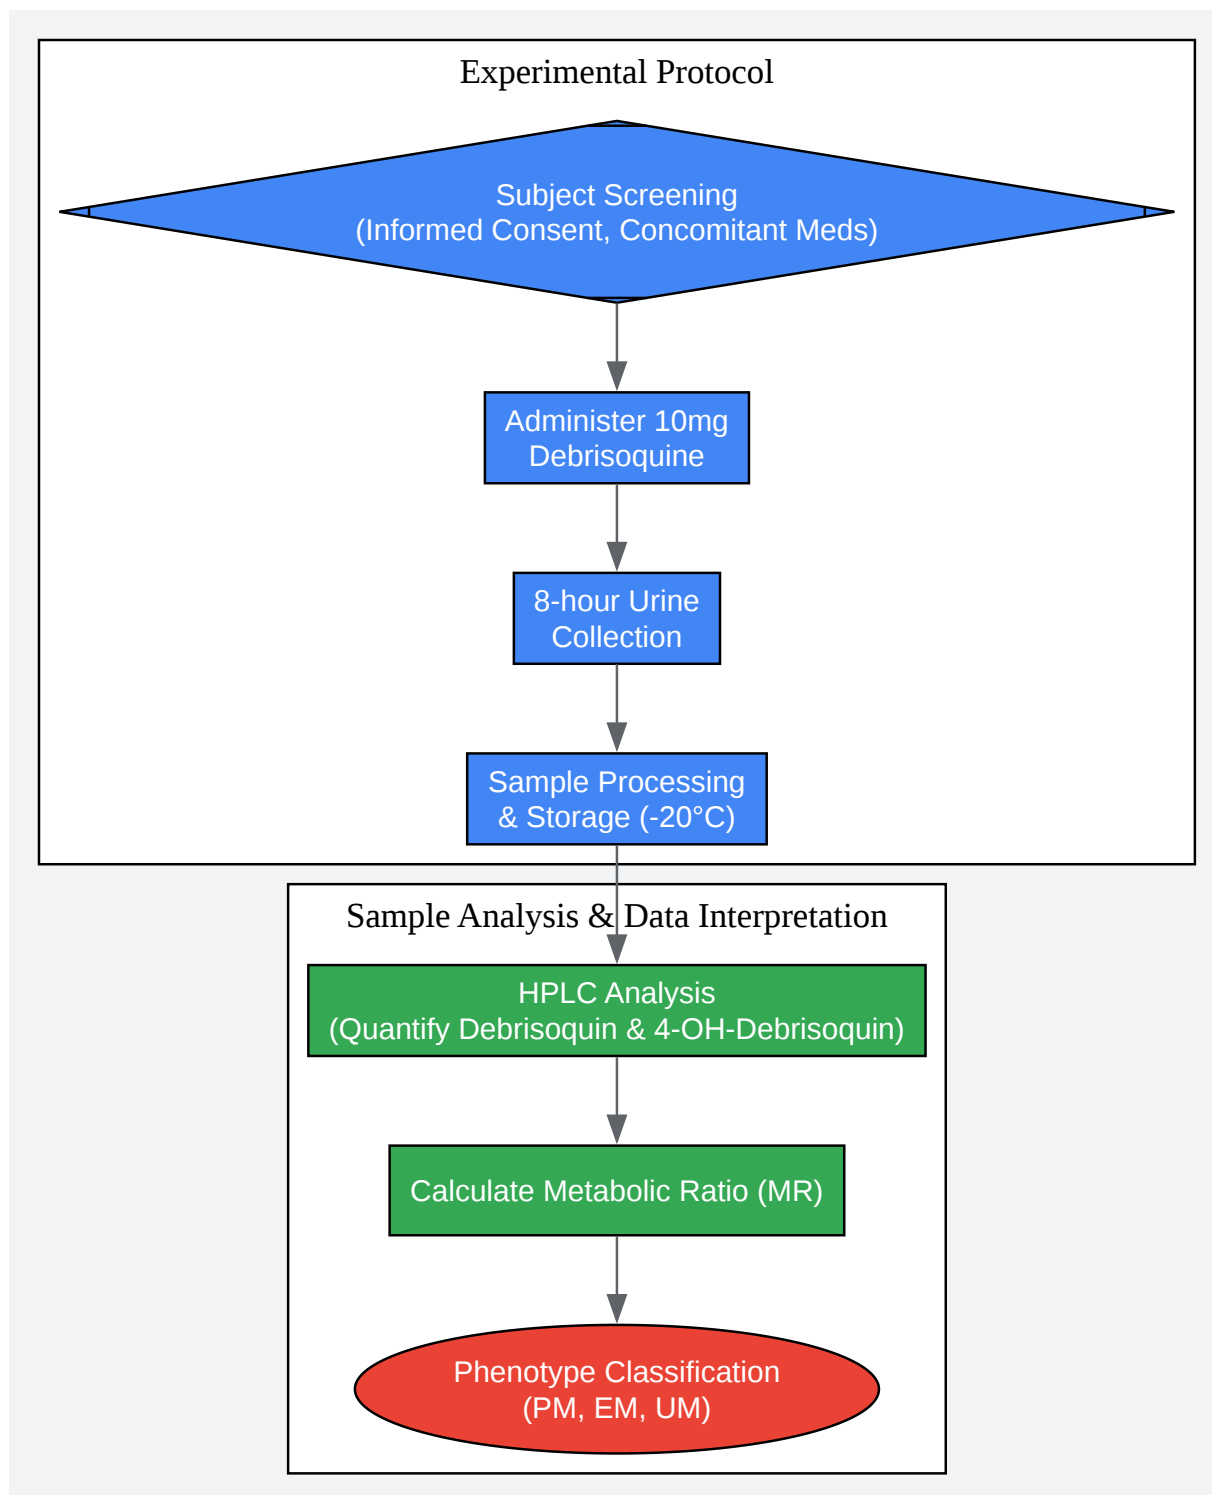 Experimental Protocol
Subject Screening
(Informed Consent, Concomitant Meds)
Administer 10mg
Debrisoquine
8-hour Urine
Collection
Sample Processing
& Storage (-20°C)
Sample Analysis & Data Interpretation
HPLC Analysis
(Quantify Debrisoquin & 4-OH-Debrisoquin)
Calculate Metabolic Ratio (MR)
Phenotype Classification
(PM, EM, UM)